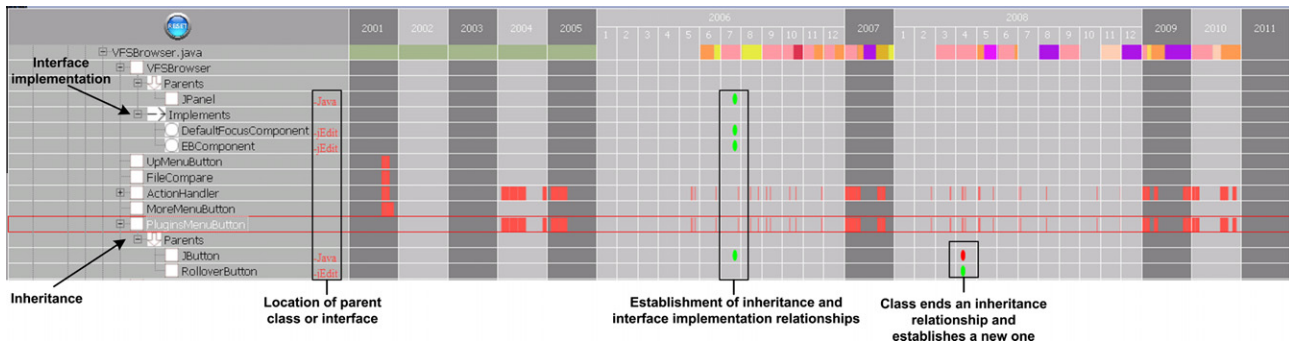 RESET
2001 2002 2003 2004 2005 2006 2007 2008 2009 2010 2011
1 2 3 4 5 6 7 8 9 10 11 12 1 2 3 4 5 6 7 8 9 10 11 12
VFSBrowser.java
Interface
implementation
VFSBrowser
Parents
JPanel -Java
Implements
DefaultFocusComponent -jEdit
EBComponent -jEdit
UpMenuButton
FileCompare
ActionHandler
MoreMenuButton
PluginsMenuButton
Parents
JButton -Java
RolloverButton -jEdit
Inheritance
Location of parent
class or interface
Establishment of inheritance and
interface implementation relationships
Class ends an inheritance
relationship and
establishes a new one